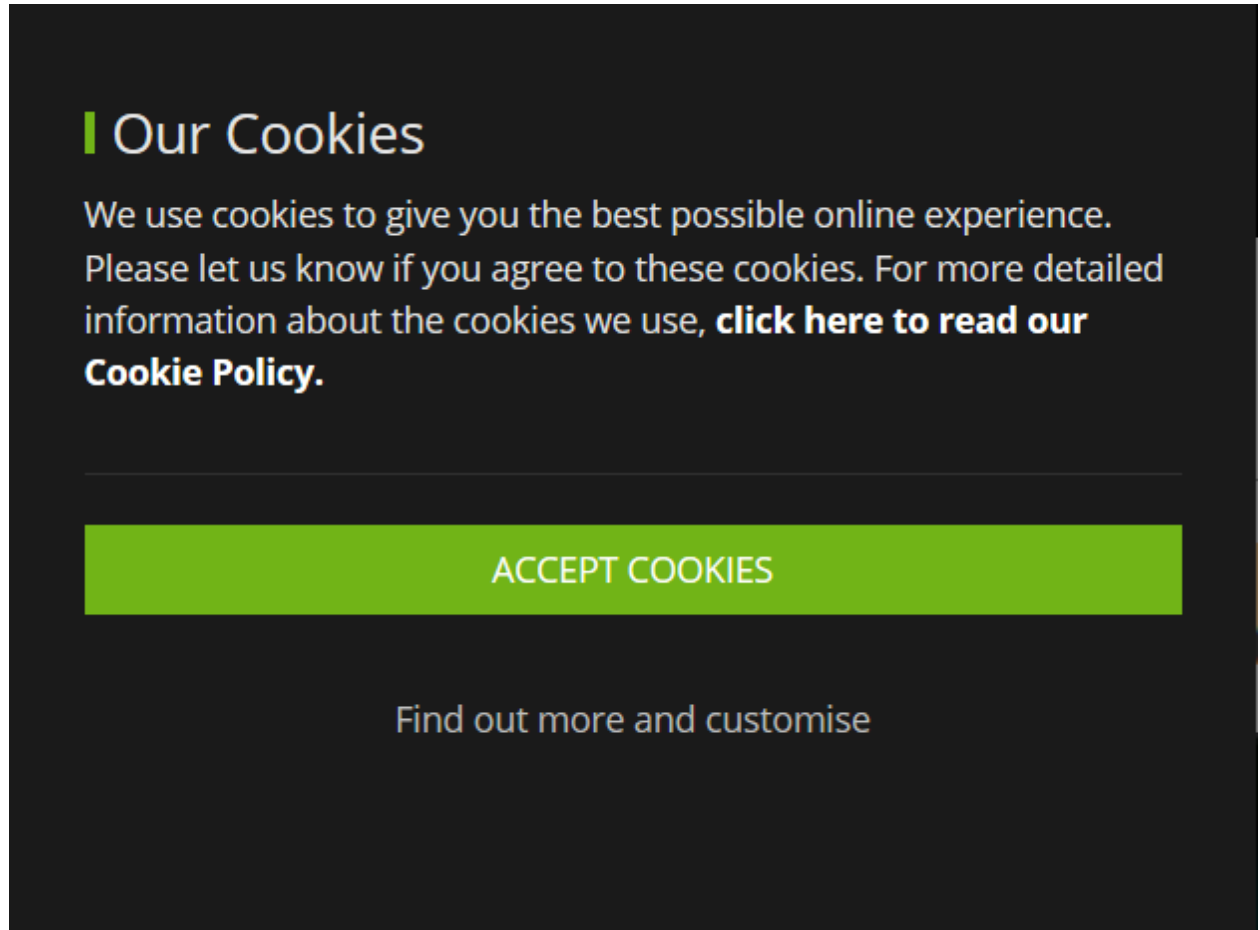 Our Cookies
We use cookies to give you the best possible online experience.
Please let us know if you agree to these cookies. For more detailed
information about the cookies we use, click here to read our
Cookie Policy.
ACCEPT COOKIES
Find out more and customise